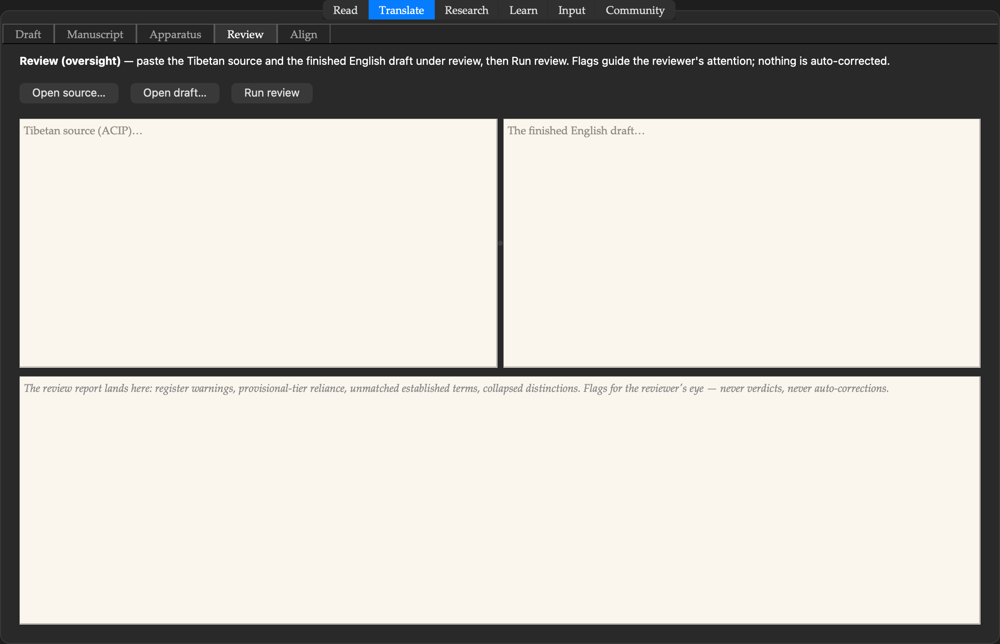 Read Translate Research Learn Input Community
Draft Manuscript Apparatus Review Align
Review (oversight) — paste the Tibetan source and the finished English draft under review, then Run review. Flags guide the reviewer's attention; nothing is auto-corrected.
Open source... Open draft... Run review
Tibetan source (ACIP)... The finished English draft...
The review report lands here: register warnings, provisional-tier reliance, unmatched established terms, collapsed distinctions. Flags for the reviewer's eye — never verdicts, never auto-corrections.